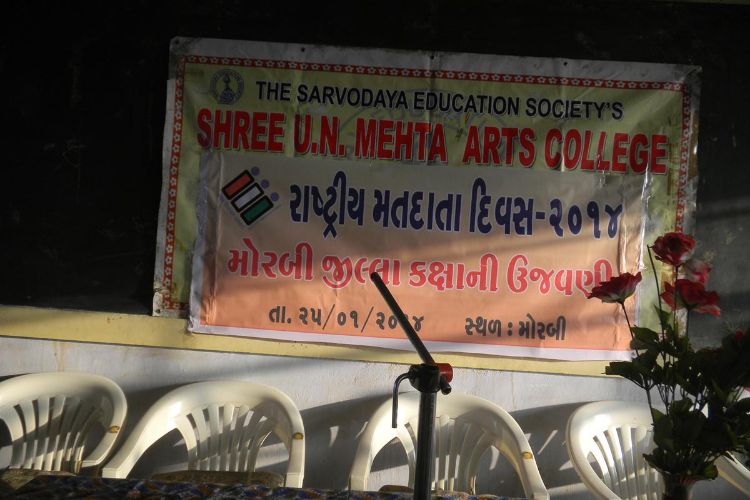 THE SARVODAYA EDUCATION SOCIETY'S
SHREE U.N. MEHTA ARTS COLLEGE
રાષ્ટ્રીય મતદાતા દિવસ-૨૦૧૪
મોરબી જીલ્લા કક્ષાની ઉજવણી
તા. ૨૫/૦૧/૨૦૧૪ સ્થળ : મોરબી